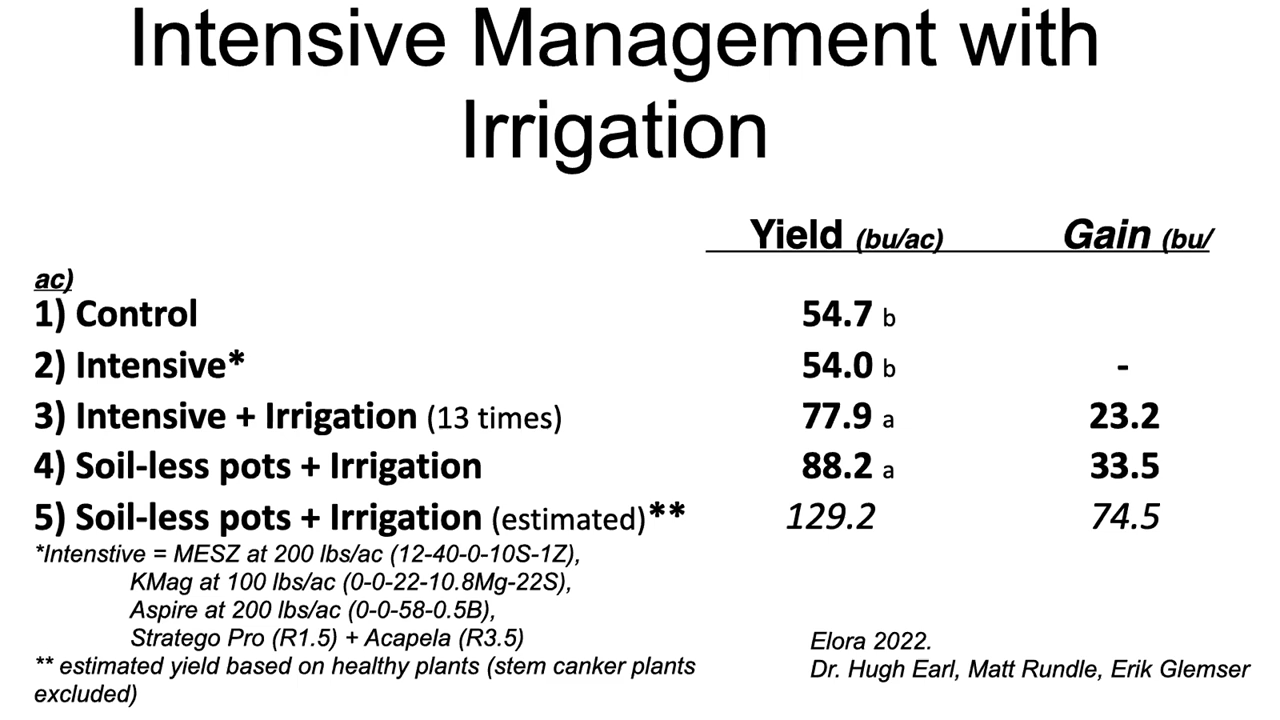 Intensive Management with
Irrigation
Yield (bu/ac) Gain (bu/
ac)
1) Control 54.7 b
2) Intensive* 54.0 b -
3) Intensive + Irrigation (13 times) 77.9 a 23.2
4) Soil-less pots + Irrigation 88.2 a 33.5
5) Soil-less pots + Irrigation (estimated)** 129.2 74.5
*Intenstive = MESZ at 200 lbs/ac (12-40-0-10S-1Z),
KMag at 100 lbs/ac (0-0-22-10.8Mg-22S),
Aspire at 200 lbs/ac (0-0-58-0.5B),
Stratego Pro (R1.5) + Acapela (R3.5)
** estimated yield based on healthy plants (stem canker plants
excluded)
Elora 2022.
Dr. Hugh Earl, Matt Rundle, Erik Glemser